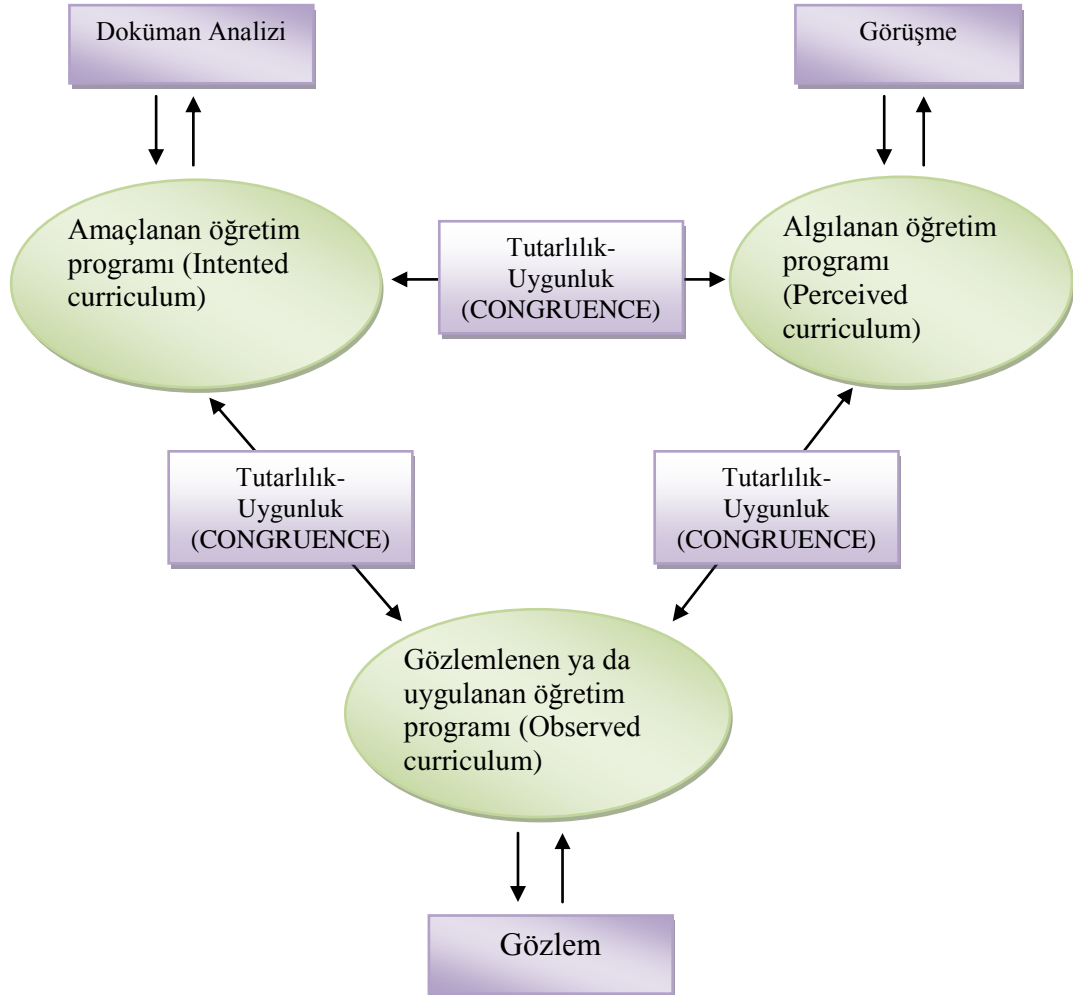 Doküman Analizi
Görüşme
Amaçlanan öğretim
programı (Intented
curriculum)
Tutarlılık-
Uygunluk
(CONGRUENCE)
Algılanan öğretim
programı
(Perceived
curriculum)
Tutarlılık-
Uygunluk
(CONGRUENCE)
Tutarlılık-
Uygunluk
(CONGRUENCE)
Gözlemlenen ya da
uygulanan öğretim
programı (Observed
curriculum)
Gözlem